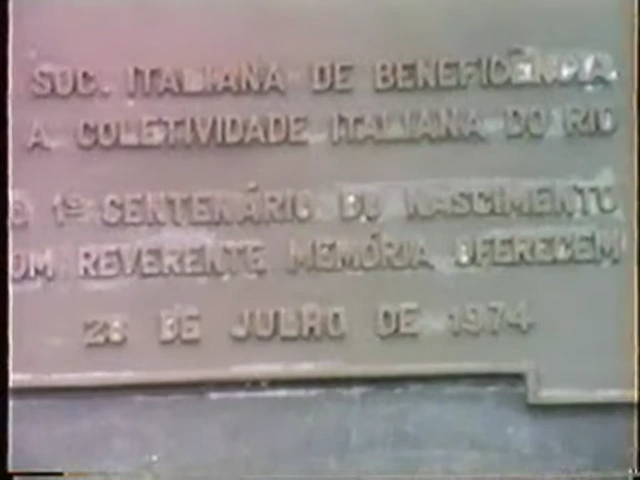 SOC. ITALIANA DE BENEFICÊNCIA
A COLETIVIDADE ITALIANA DO RIO
1º CENTENÁRIO DO NASCIMENTO
OM REVERENTE MEMÓRIA OFERECEM
DE JULHO DE 1974